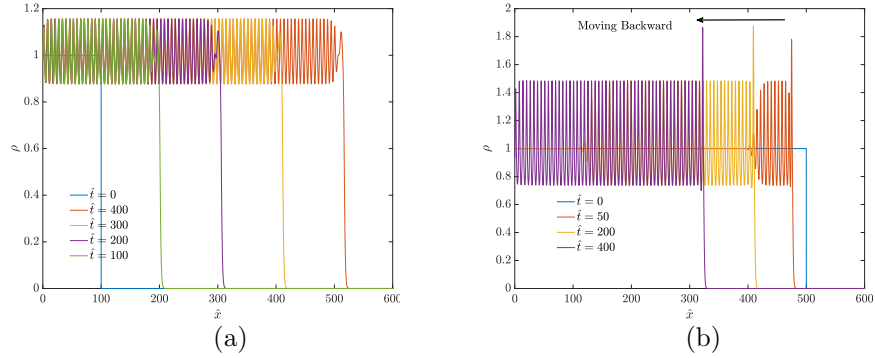 1.2
1
0.8
0.6
0.4
0.2
0
ρ
t̂ = 0
t̂ = 400
t̂ = 300
t̂ = 200
t̂ = 100
0 100 200 300 400 500 600
x̂
(a)
2
1.8
1.6
1.4
1.2
1
0.8
0.6
0.4
0.2
0
ρ
Moving Backward
t̂ = 0
t̂ = 50
t̂ = 200
t̂ = 400
0 100 200 300 400 500 600
x̂
(b)